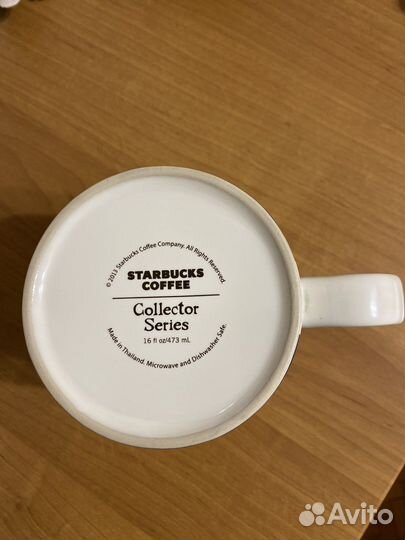 © 2013 Starbucks Coffee Company. All Rights Reserved.
STARBUCKS
COFFEE
Collector
Series
16 fl oz/473 mL
Made in Thailand. Microwave and Dishwasher Safe.
Avito